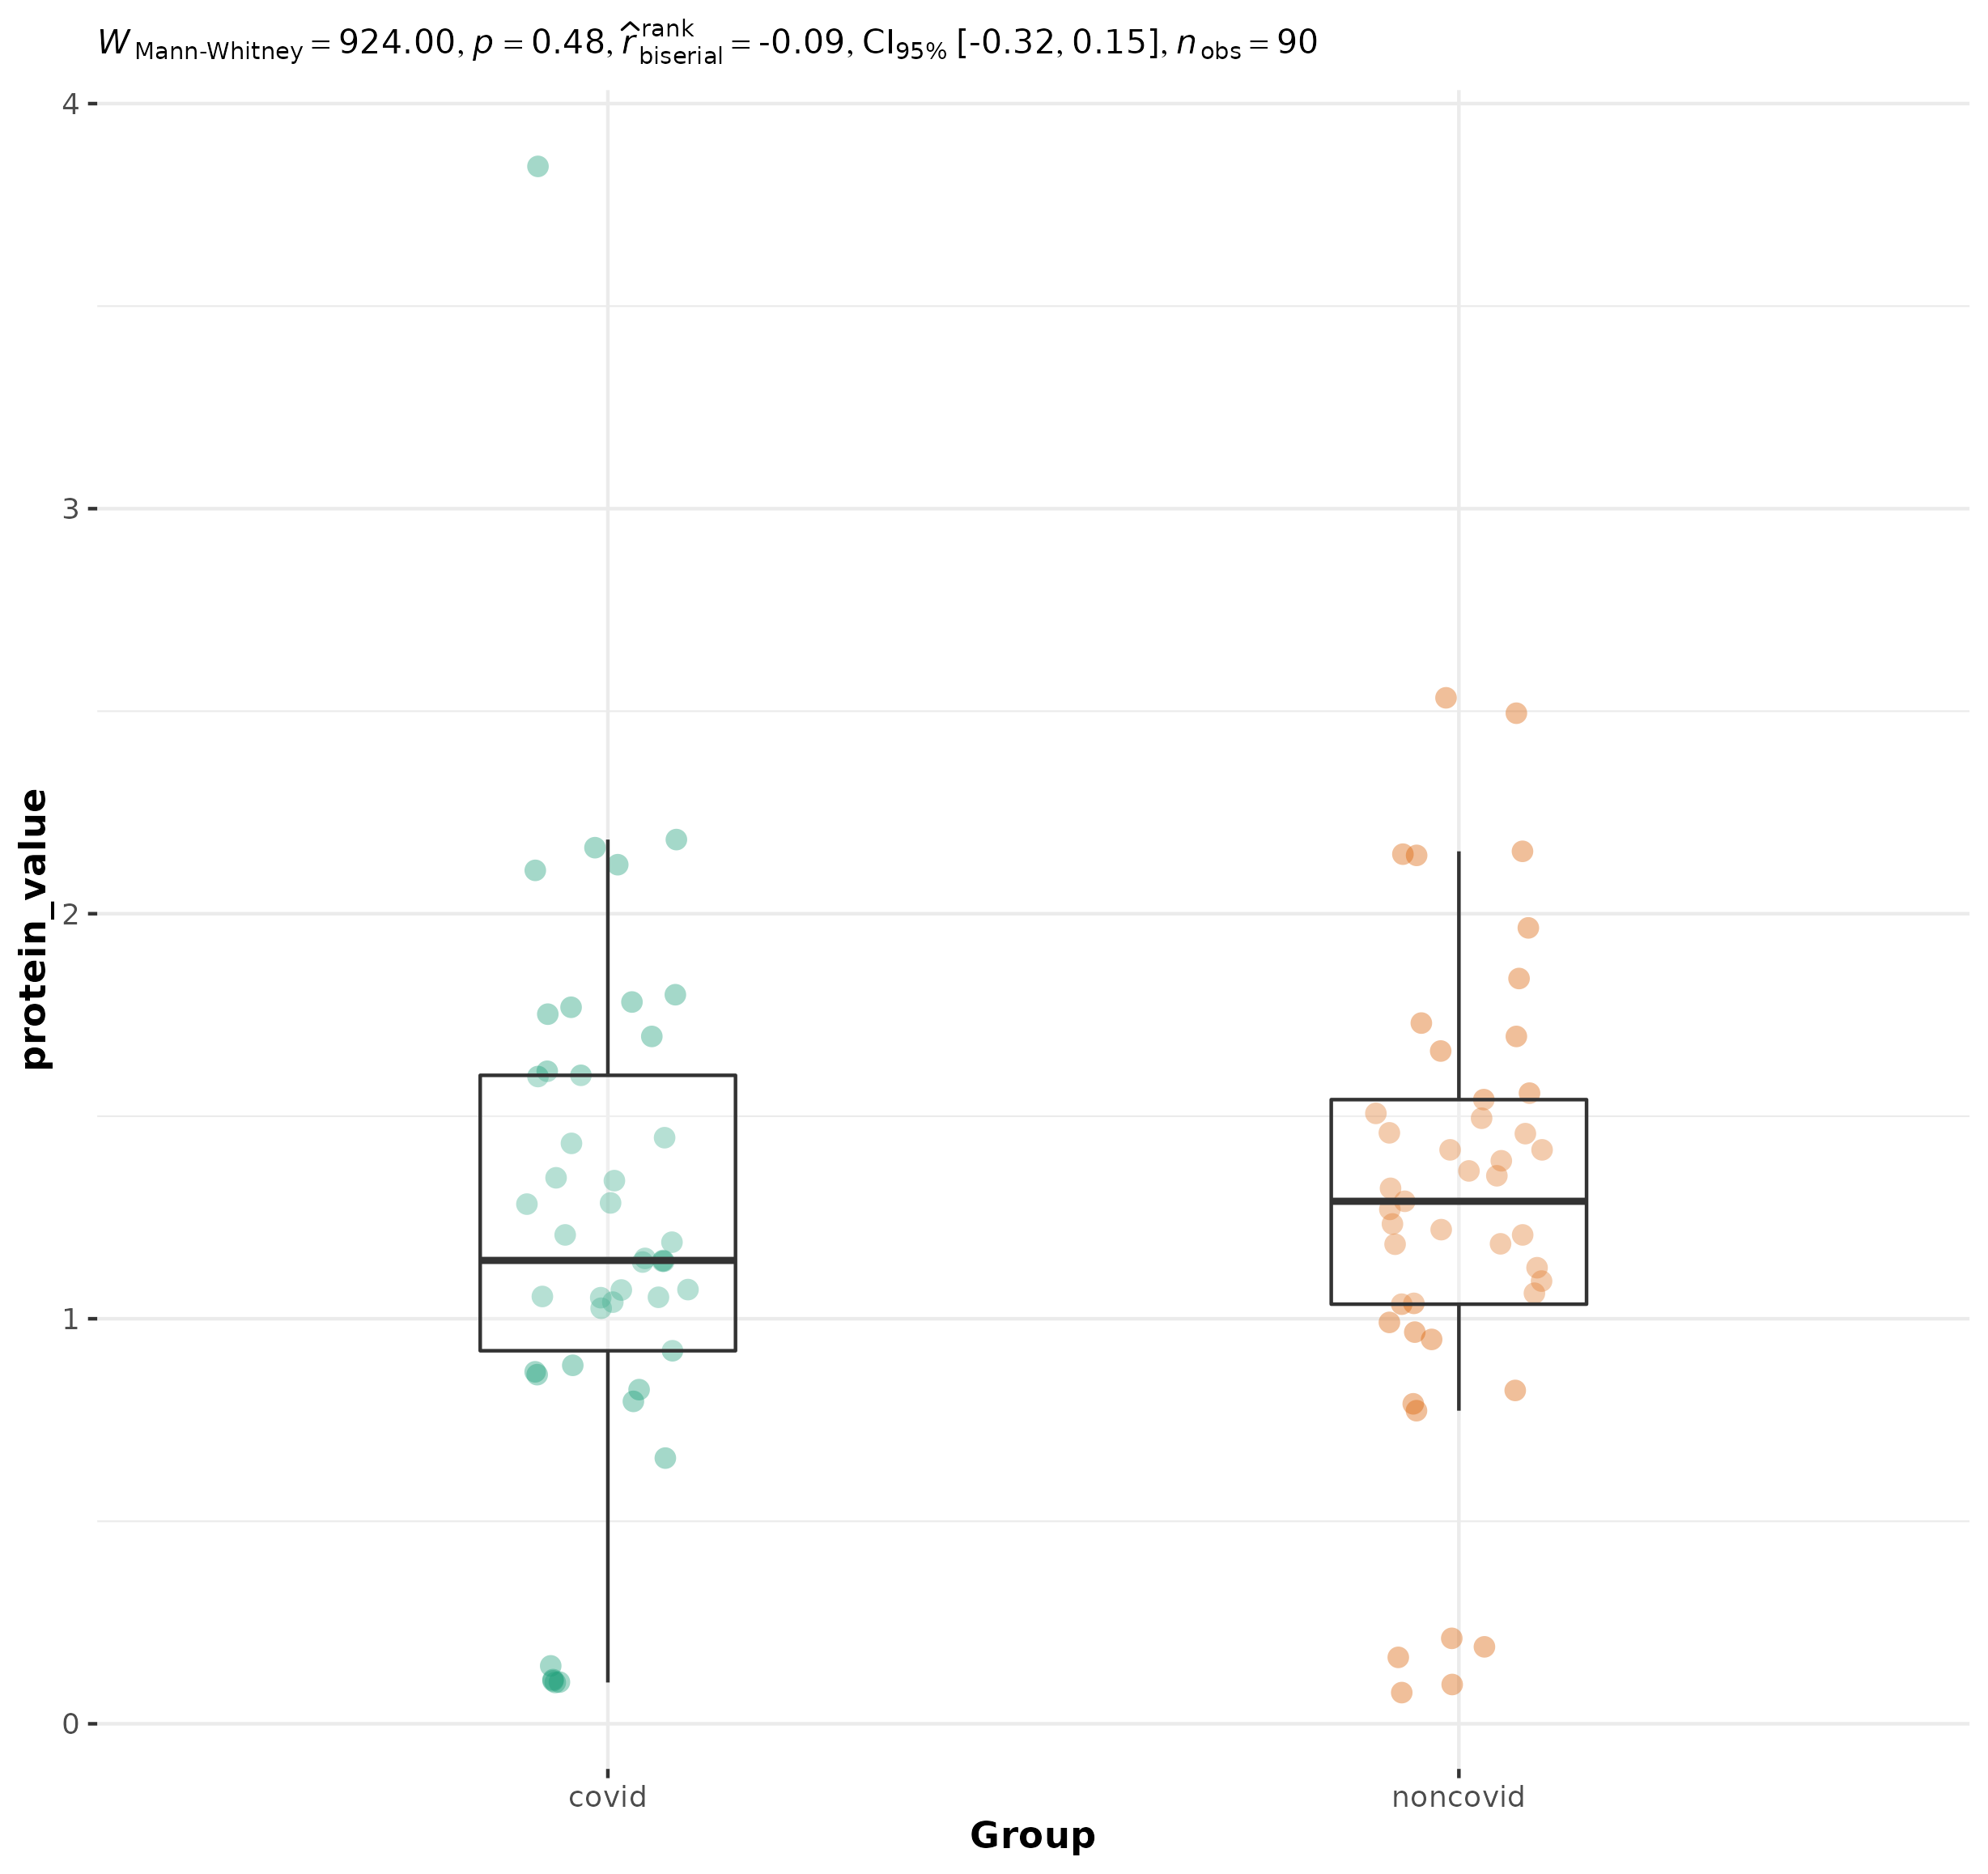 W Mann-Whitney = 924.00, p = 0.48, r̂ rank biserial = -0.09, CI95% [-0.32, 0.15], n obs = 90
4
3
2
1
0
protein_value
covid
noncovid
Group